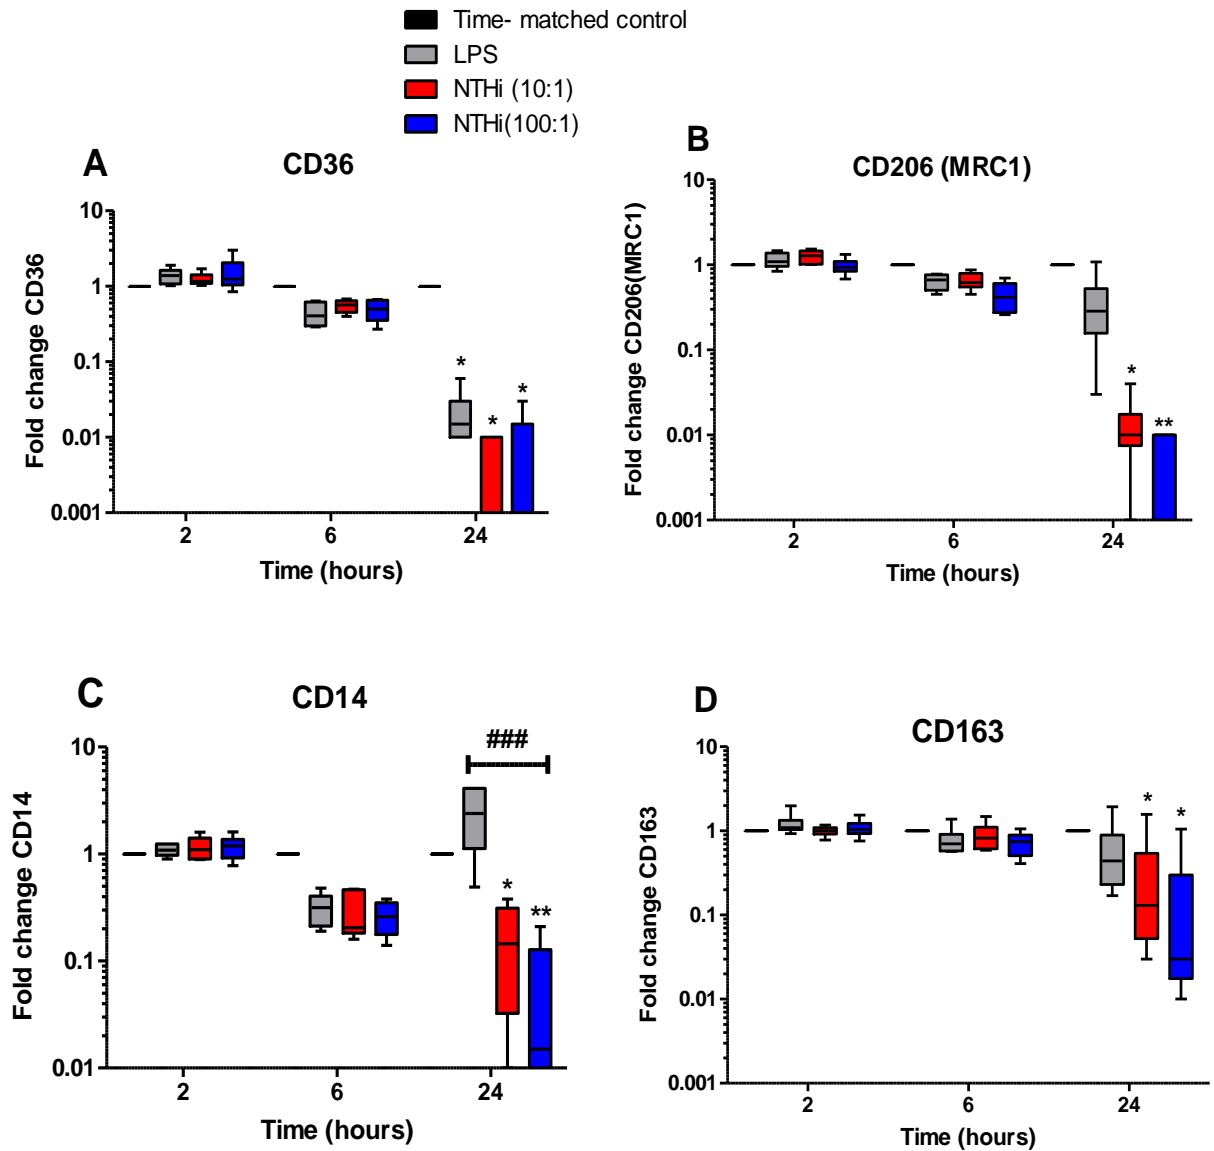 Time- matched control
LPS
NTHi (10:1)
NTHi(100:1)
A
CD36
Fold change CD36
10
1
0.1
0.01
0.001
*
*
*
2
6
24
Time (hours)
B
CD206 (MRC1)
Fold change CD206(MRC1)
10
1
0.1
0.01
0.001
*
**
2
6
24
Time (hours)
C
CD14
Fold change CD14
10
1
0.1
0.01
###
*
**
2
6
24
Time (hours)
D
CD163
Fold change CD163
10
1
0.1
0.01
0.001
*
*
2
6
24
Time (hours)